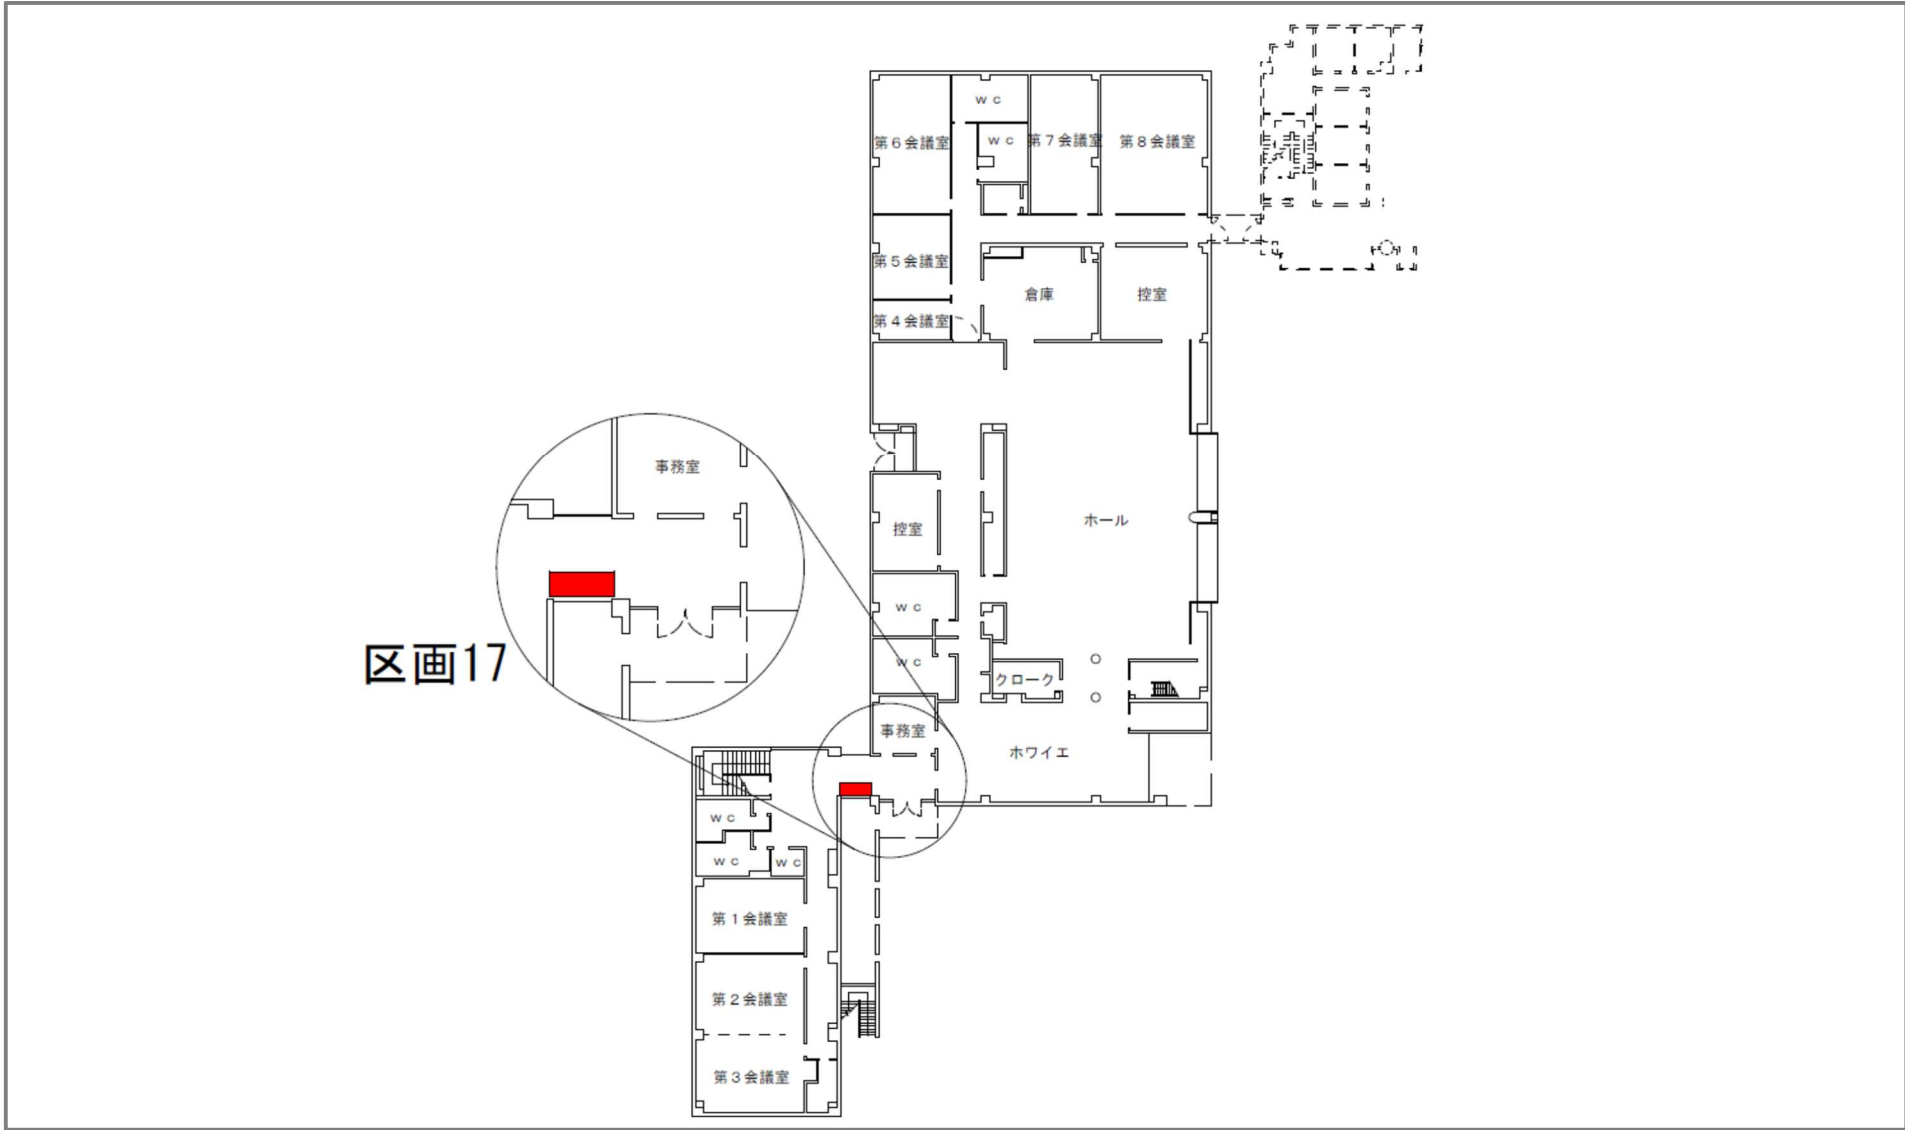 ｗｃ
第６会議室
ｗｃ
第７会議室
第８会議室
第５会議室
倉庫
控室
第４会議室
事務室
ホール
控室
ｗｃ
区画17
ｗｃ
クローク
事務室
ホワイエ
ｗｃ
ｗｃ
ｗｃ
第１会議室
第２会議室
第３会議室